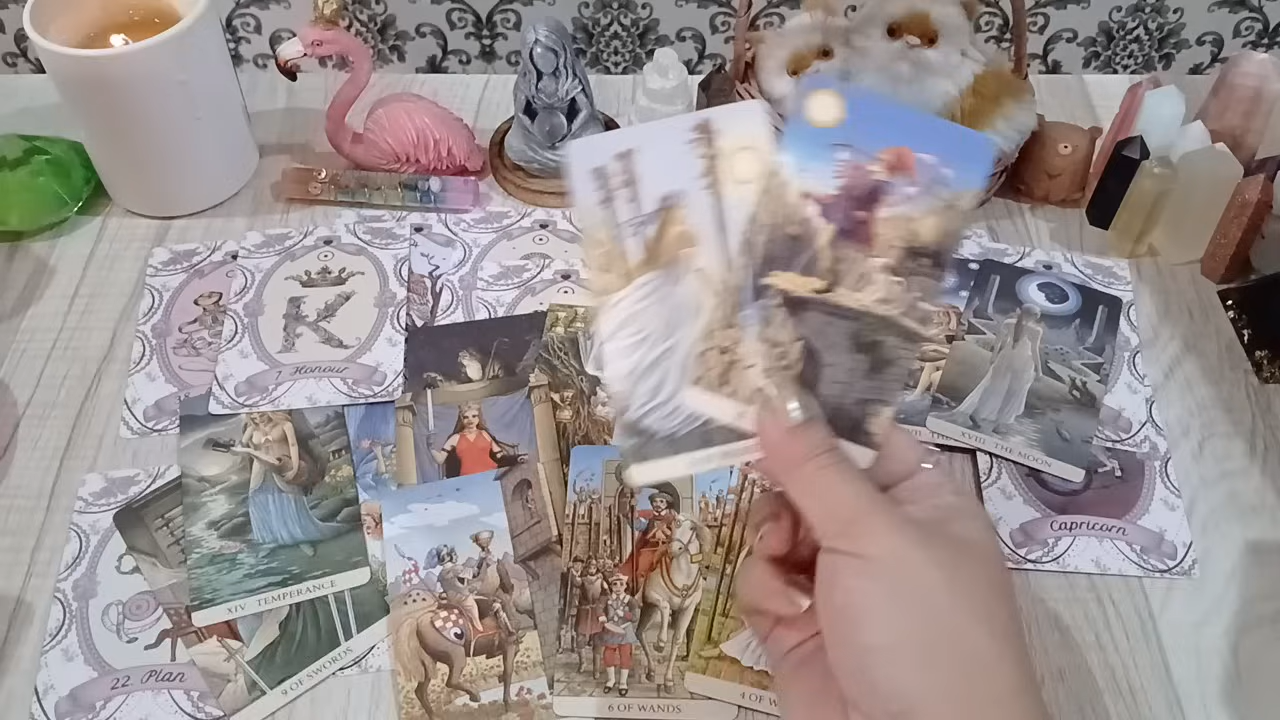 K
7. Honour
XVIII THE MOON
Capricorn
XIV TEMPERANCE
22. Plan
9 OF SWORDS
6 OF WANDS
4 OF W